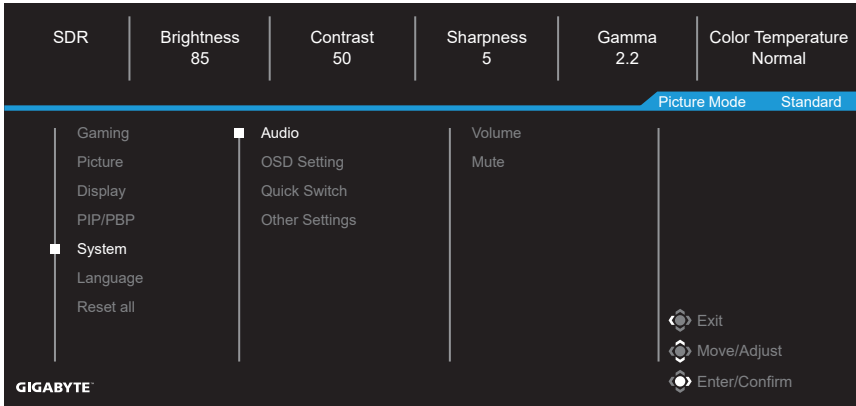 SDR Brightness Contrast Sharpness Gamma Color Temperature
85 50 5 2.2 Normal
Picture Mode Standard
Gaming Audio Volume
Picture OSD Setting Mute
Display Quick Switch
PIP/PBP Other Settings
System
Language
Reset all
Exit
Move/Adjust
Enter/Confirm
GIGABYTE™